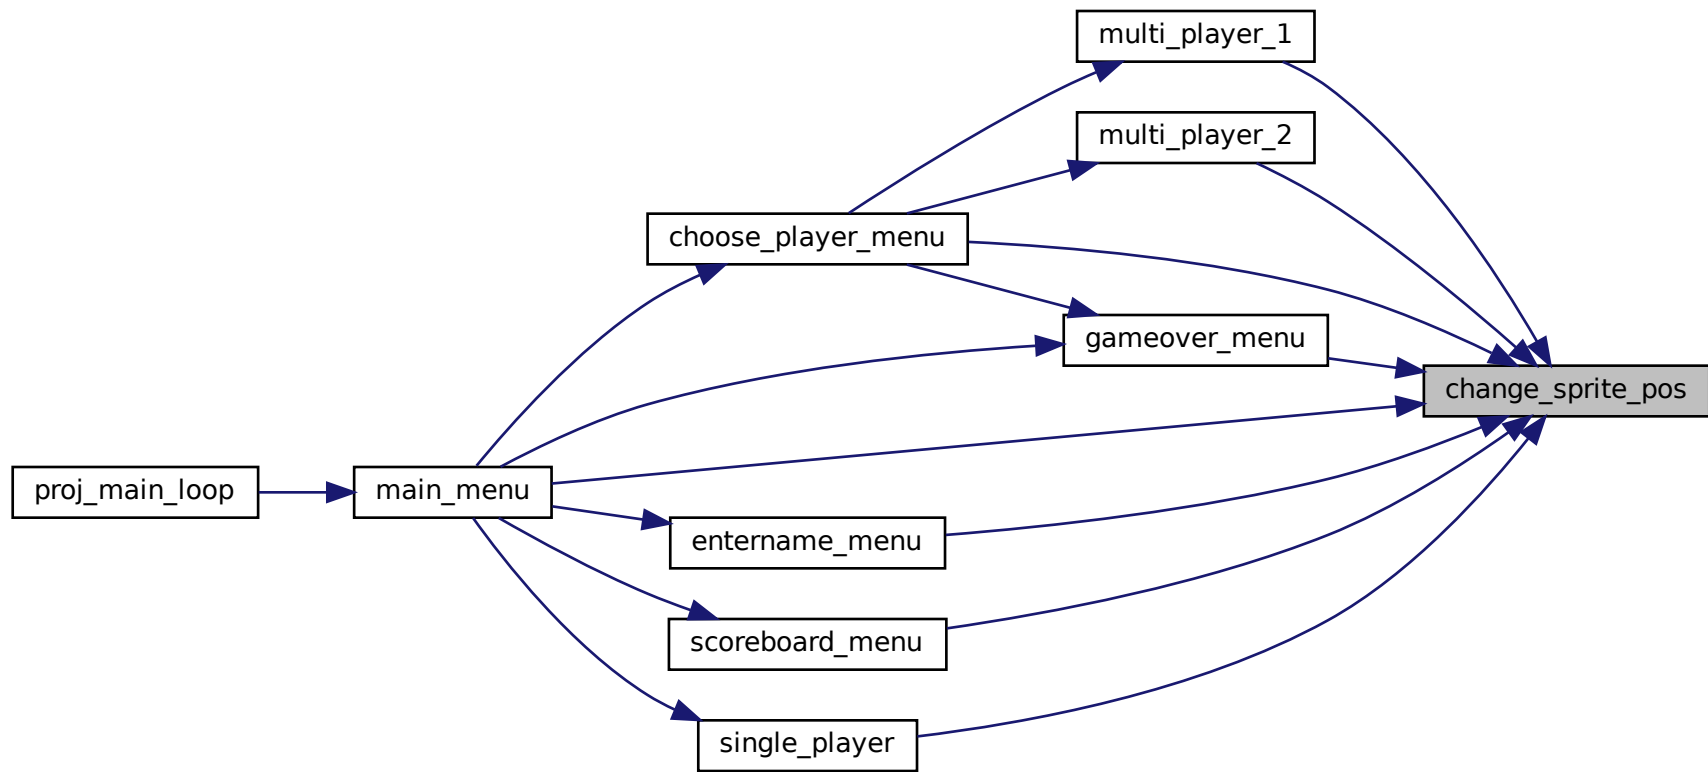 multi_player_1
multi_player_2
choose_player_menu
gameover_menu
change_sprite_pos
proj_main_loop
main_menu
entername_menu
scoreboard_menu
single_player